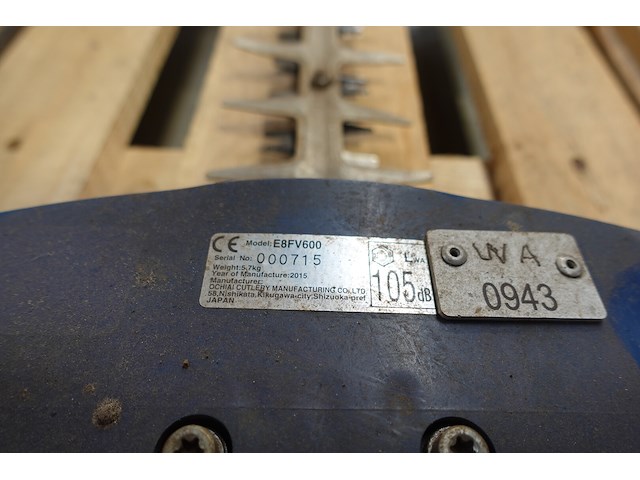 CE Model: E8FV600
Serial No: 000715
Weight: 5.7kg
Year of Manufacture: 2015
Manufacturer:
OCHIAI CUTLERY MANUFACTURING CO.,LTD
58, Nishikata, Kikugawa-city, Shizuoka-pref
JAPAN
LWA
105dB
WA
0943